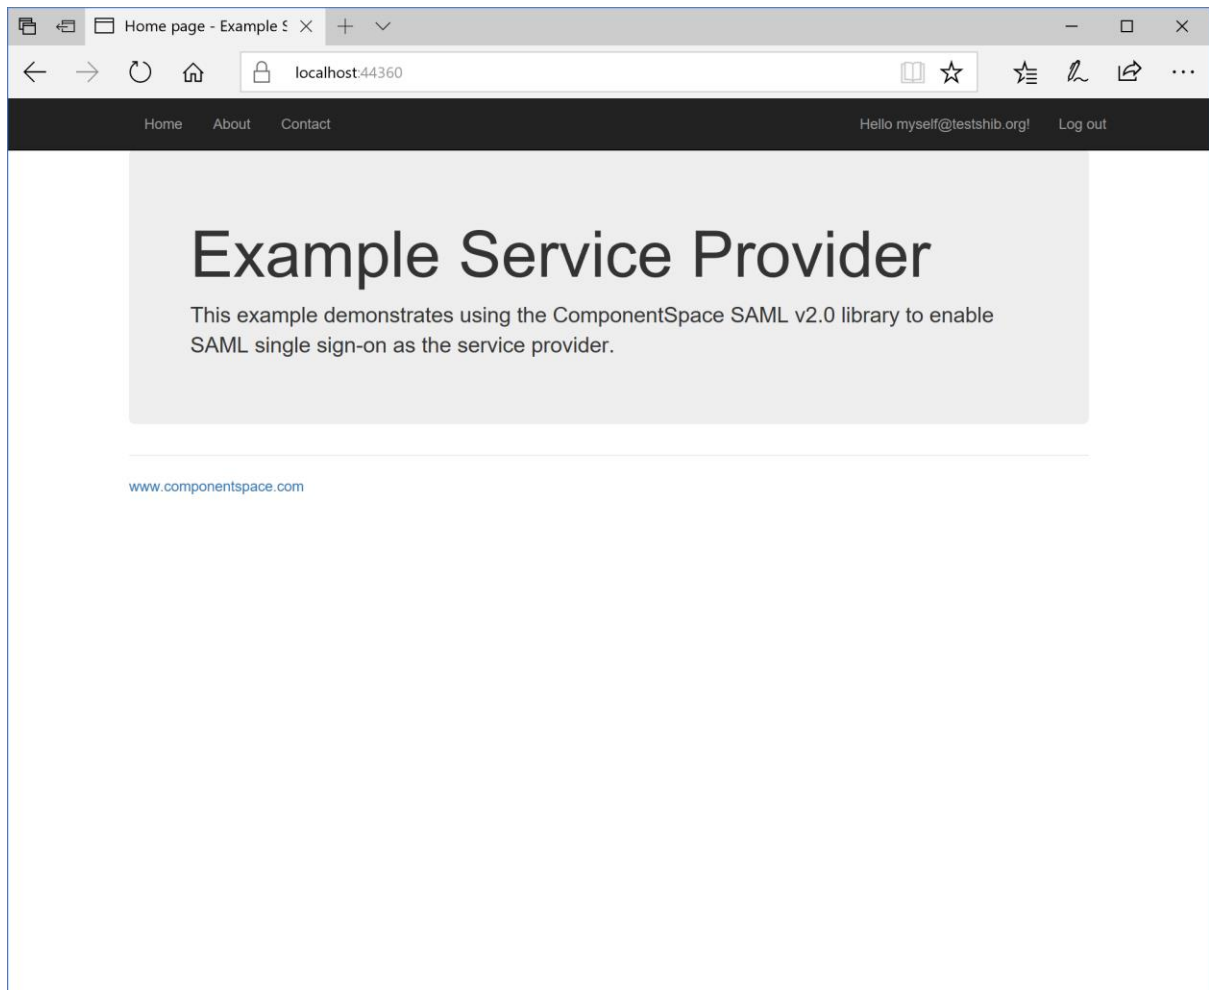 Home page - Example S
localhost:44360
Home About Contact Hello myself@testshib.org! Log out
Example Service Provider
This example demonstrates using the ComponentSpace SAML v2.0 library to enable
SAML single sign-on as the service provider.
www.componentspace.com